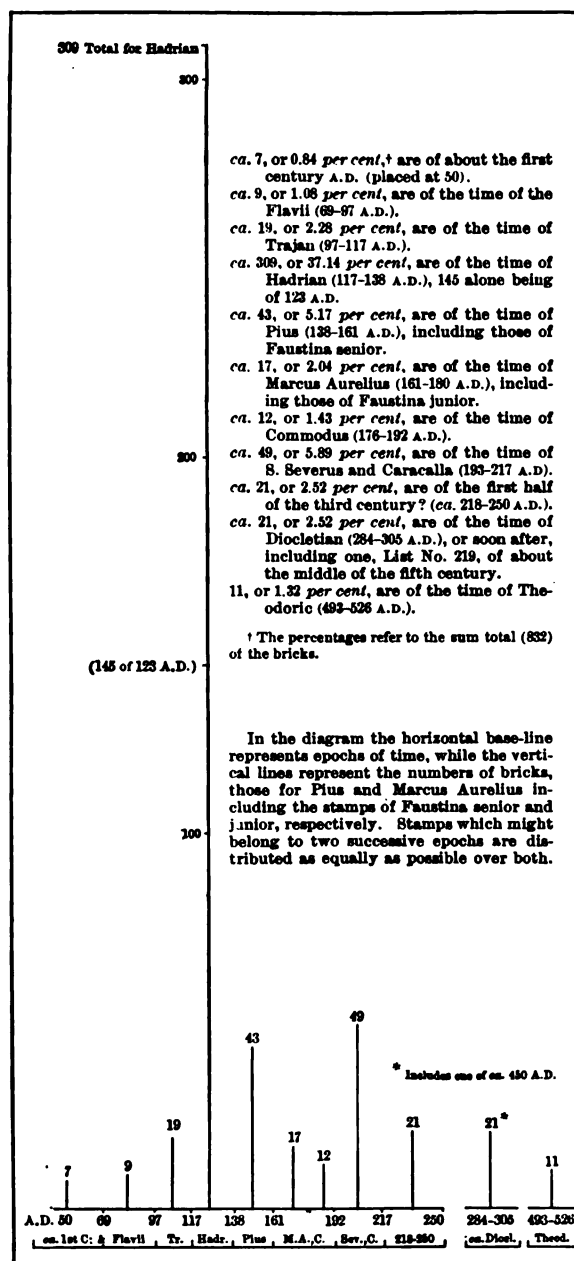 309 Total for Hadrian
300
ca. 7, or 0.84 per cent,† are of about the first
century A.D. (placed at 50).
ca. 9, or 1.08 per cent, are of the time of the
Flavii (69–97 A.D.).
ca. 19, or 2.28 per cent, are of the time of
Trajan (97–117 A.D.).
ca. 309, or 37.14 per cent, are of the time of
Hadrian (117–138 A.D.), 145 alone being
of 123 A.D.
ca. 43, or 5.17 per cent, are of the time of
Pius (138–161 A.D.), including those of
Faustina senior.
ca. 17, or 2.04 per cent, are of the time of
Marcus Aurelius (161–180 A.D.), includ-
ing those of Faustina junior.
ca. 12, or 1.43 per cent, are of the time of
Commodus (176–192 A.D.).
ca. 49, or 5.89 per cent, are of the time of
S. Severus and Caracalla (193–217 A.D).
ca. 21, or 2.52 per cent, are of the first half
of the third century? (ca. 218–250 A.D.).
ca. 21, or 2.52 per cent, are of the time of
Diocletian (284–305 A.D.), or soon after,
including one, List No. 219, of about
the middle of the fifth century.
11, or 1.32 per cent, are of the time of The-
odoric (493–526 A.D.).
† The percentages refer to the sum total (832)
of the bricks.
200
(145 of 123 A.D.)
In the diagram the horizontal base-line
represents epochs of time, while the verti-
cal lines represent the numbers of bricks,
those for Pius and Marcus Aurelius in-
cluding the stamps of Faustina senior and
junior, respectively. Stamps which might
belong to two successive epochs are dis-
tributed as equally as possible over both.
100
7 9 19 43 17 12 49 21 21* 11
* Includes one of ca. 450 A.D.
A.D. 50 69 97 117 138 161 192 217 250 284–305 493–526
ca. 1st C: & Flavii Tr. Hadr. Pius M.A.,C. Sev.,C. 218-250 ca. Diocl. Theod.